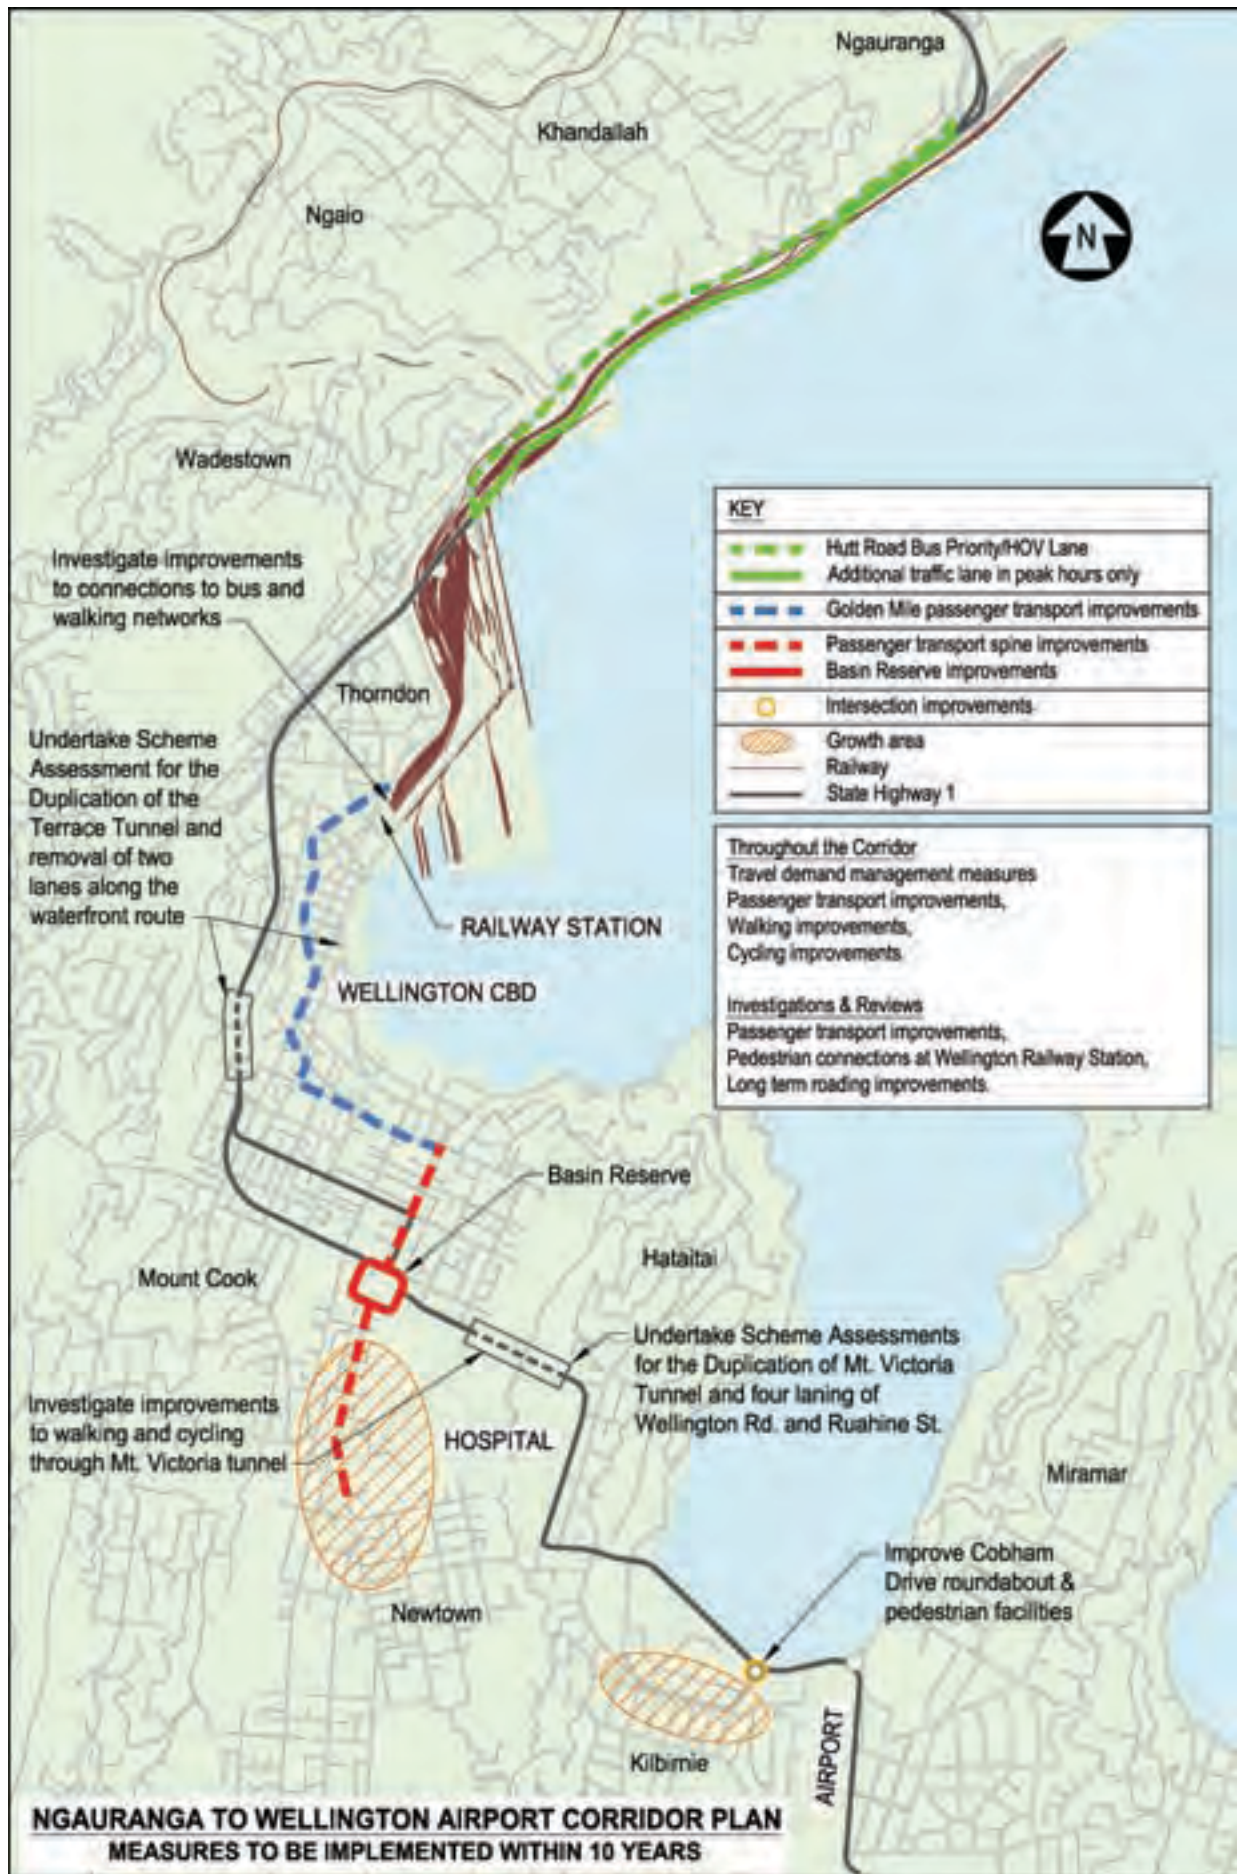 Ngauranga
Khandallah
Ngaio
N
Wadestown
Investigate improvements
to connections to bus and
walking networks
Thorndon
Undertake Scheme
Assessment for the
Duplication of the
Terrace Tunnel and
removal of two
lanes along the
waterfront route
RAILWAY STATION
WELLINGTON CBD
KEY
Hutt Road Bus Priority/HOV Lane
Additional traffic lane in peak hours only
Golden Mile passenger transport improvements
Passenger transport spine improvements
Basin Reserve improvements
Intersection improvements
Growth area
Railway
State Highway 1
Throughout the Corridor
Travel demand management measures
Passenger transport improvements,
Walking improvements,
Cycling improvements.
Investigations & Reviews
Passenger transport improvements,
Pedestrian connections at Wellington Railway Station,
Long term roading improvements.
Basin Reserve
Hataitai
Mount Cook
Undertake Scheme Assessments
for the Duplication of Mt. Victoria
Tunnel and four laning of
Wellington Rd. and Ruahine St.
Investigate improvements
to walking and cycling
through Mt. Victoria tunnel
HOSPITAL
Miramar
Improve Cobham
Drive roundabout &
pedestrian facilities
Newtown
Kilbirnie
AIRPORT
NGAURANGA TO WELLINGTON AIRPORT CORRIDOR PLAN
MEASURES TO BE IMPLEMENTED WITHIN 10 YEARS